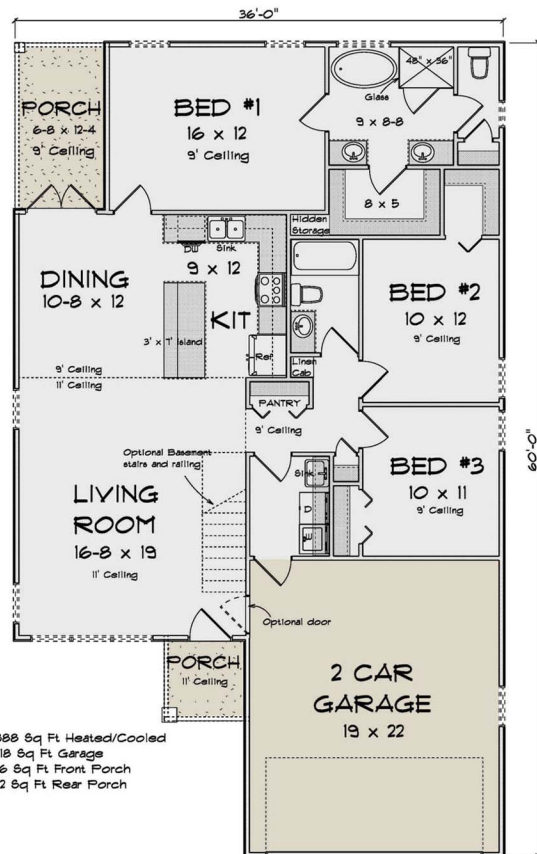 36'-0"
PORCH
6-8 x 12-4
9' Ceiling
BED #1
16 x 12
9' Ceiling
48" x 36"
Glass
9 x 8-8
8 x 5
Hidden
Storage
DW
Sink
9 x 12
KIT
3' x 7' Island
Ref
DINING
10-8 x 12
9' Ceiling
11' Ceiling
BED #2
10 x 12
9' Ceiling
Linen
Cab
PANTRY
9' Ceiling
60'-0"
Optional Basement
stairs and railing
LIVING
ROOM
16-8 x 19
11' Ceiling
Sink
D
W
BED #3
10 x 11
9' Ceiling
Optional door
PORCH
11' Ceiling
2 CAR
GARAGE
19 x 22
388 Sq Ft Heated/Cooled
18 Sq Ft Garage
6 Sq Ft Front Porch
2 Sq Ft Rear Porch